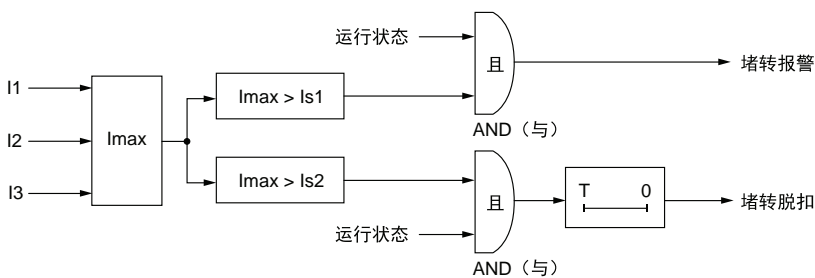 运行状态
且
堵转报警
I1
Imax
Imax > Is1
AND（与）
I2
I3
Imax > Is2
且
T 0
堵转脱扣
运行状态
AND（与）